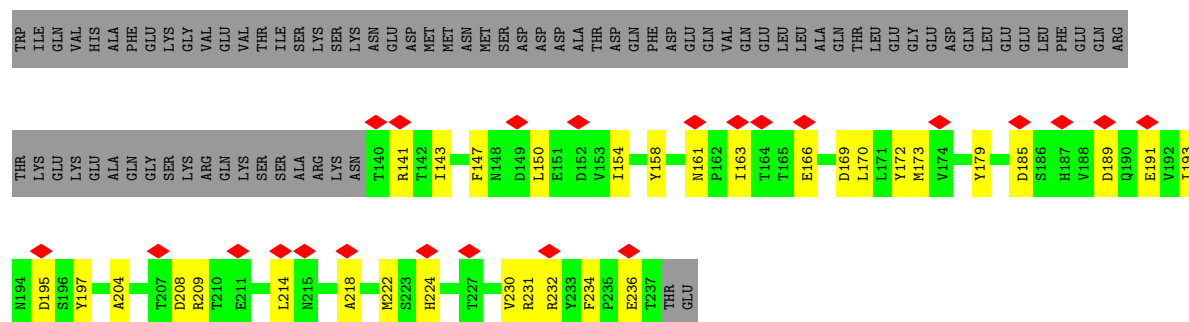 TRP ILE GLN VAL HIS ALA PHE GLU LYS GLY VAL GLU VAL THR ILE SER LYS SER LYS ASN GLU ASP MET MET ASN MET SER ASP ASP ASP ALA THR ASP GLN PHE ASP GLU GLN VAL GLN GLU LEU LEU ALA GLN THR LEU GLU GLY GLU ASP GLN LEU GLU GLU LEU PHE GLU GLN ARG
THR LYS GLU LYS GLU ALA GLN GLY SER LYS ARG GLN LYS SER SER ALA ARG LYS ASN T140 R141 T142 I143 F147 N148 D149 L150 E151 D152 V153 I154 Y158 N161 P162 I163 T164 T165 E166 D169 L170 L171 Y172 M173 V174 Y179 D185 S186 H187 V188 D189 Q190 E191 V192 I193
N194 D195 S196 Y197 A204 T207 D208 R209 T210 E211 L214 N215 A218 M222 S223 H224 T227 V230 R231 R232 Y233 F234 P235 E236 T237 THR GLU